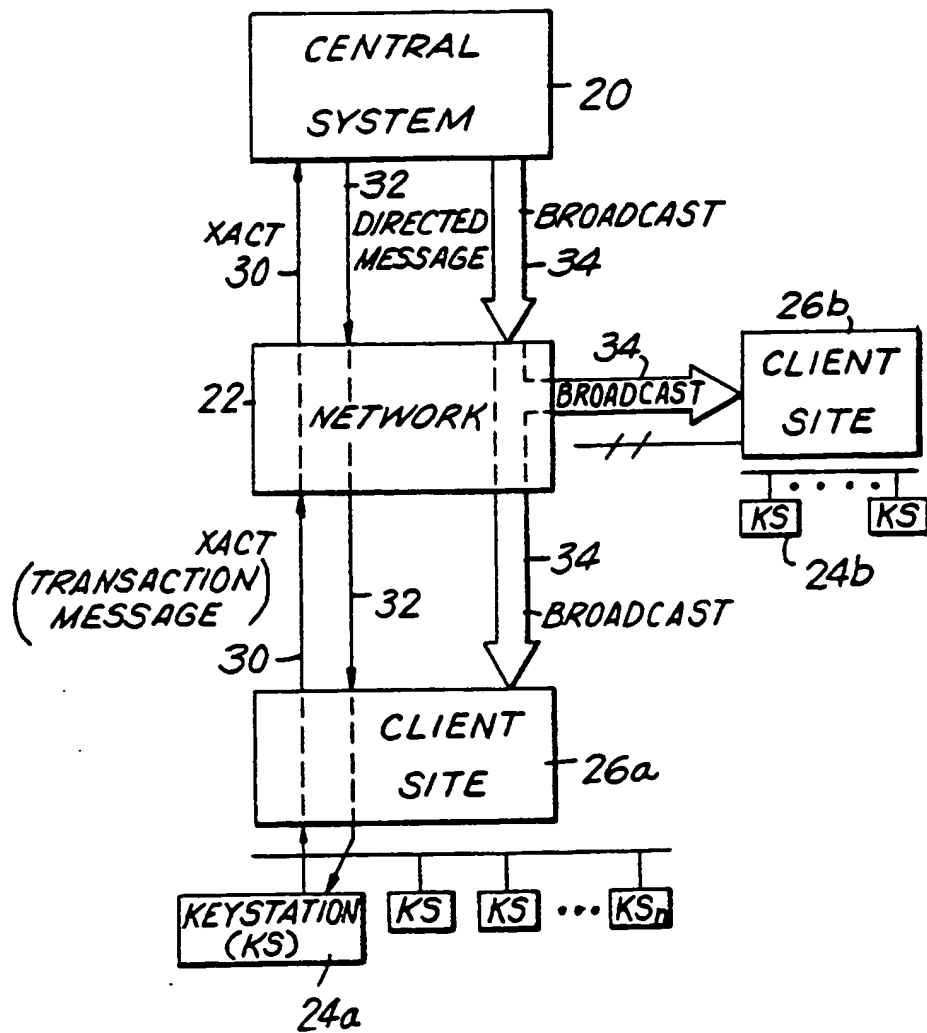 CENTRAL
SYSTEM
20
32
DIRECTED
MESSAGE
BROADCAST
34
XACT
30
26b
CLIENT
SITE
34
BROADCAST
22
NETWORK
KS
KS
24b
XACT
(TRANSACTION
MESSAGE)
30
32
34
BROADCAST
CLIENT
SITE
26a
KEYSTATION
(KS)
KS
KS
KSn
24a